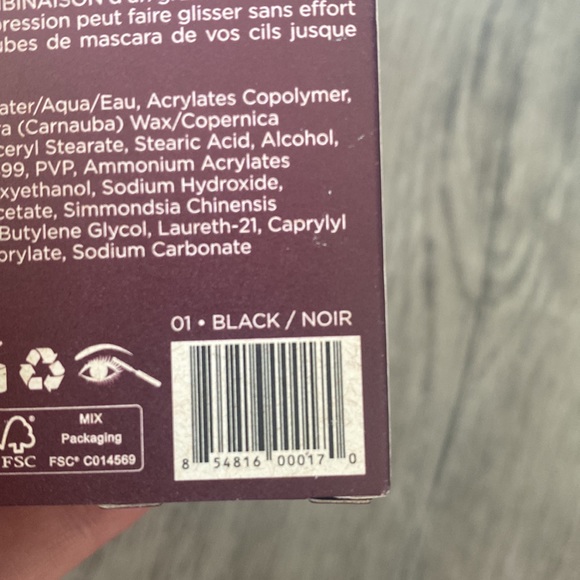 ression peut faire glisser sans effort
ubes de mascara de vos cils jusque
ater/Aqua/Eau, Acrylates Copolymer,
a (Carnauba) Wax/Copernica
ceryl Stearate, Stearic Acid, Alcohol,
99, PVP, Ammonium Acrylates
xyethanol, Sodium Hydroxide,
cetate, Simmondsia Chinensis
Butylene Glycol, Laureth-21, Caprylyl
prylate, Sodium Carbonate
01 • BLACK / NOIR
MIX
Packaging
FSC FSC® C014569
8 54816 00017 0